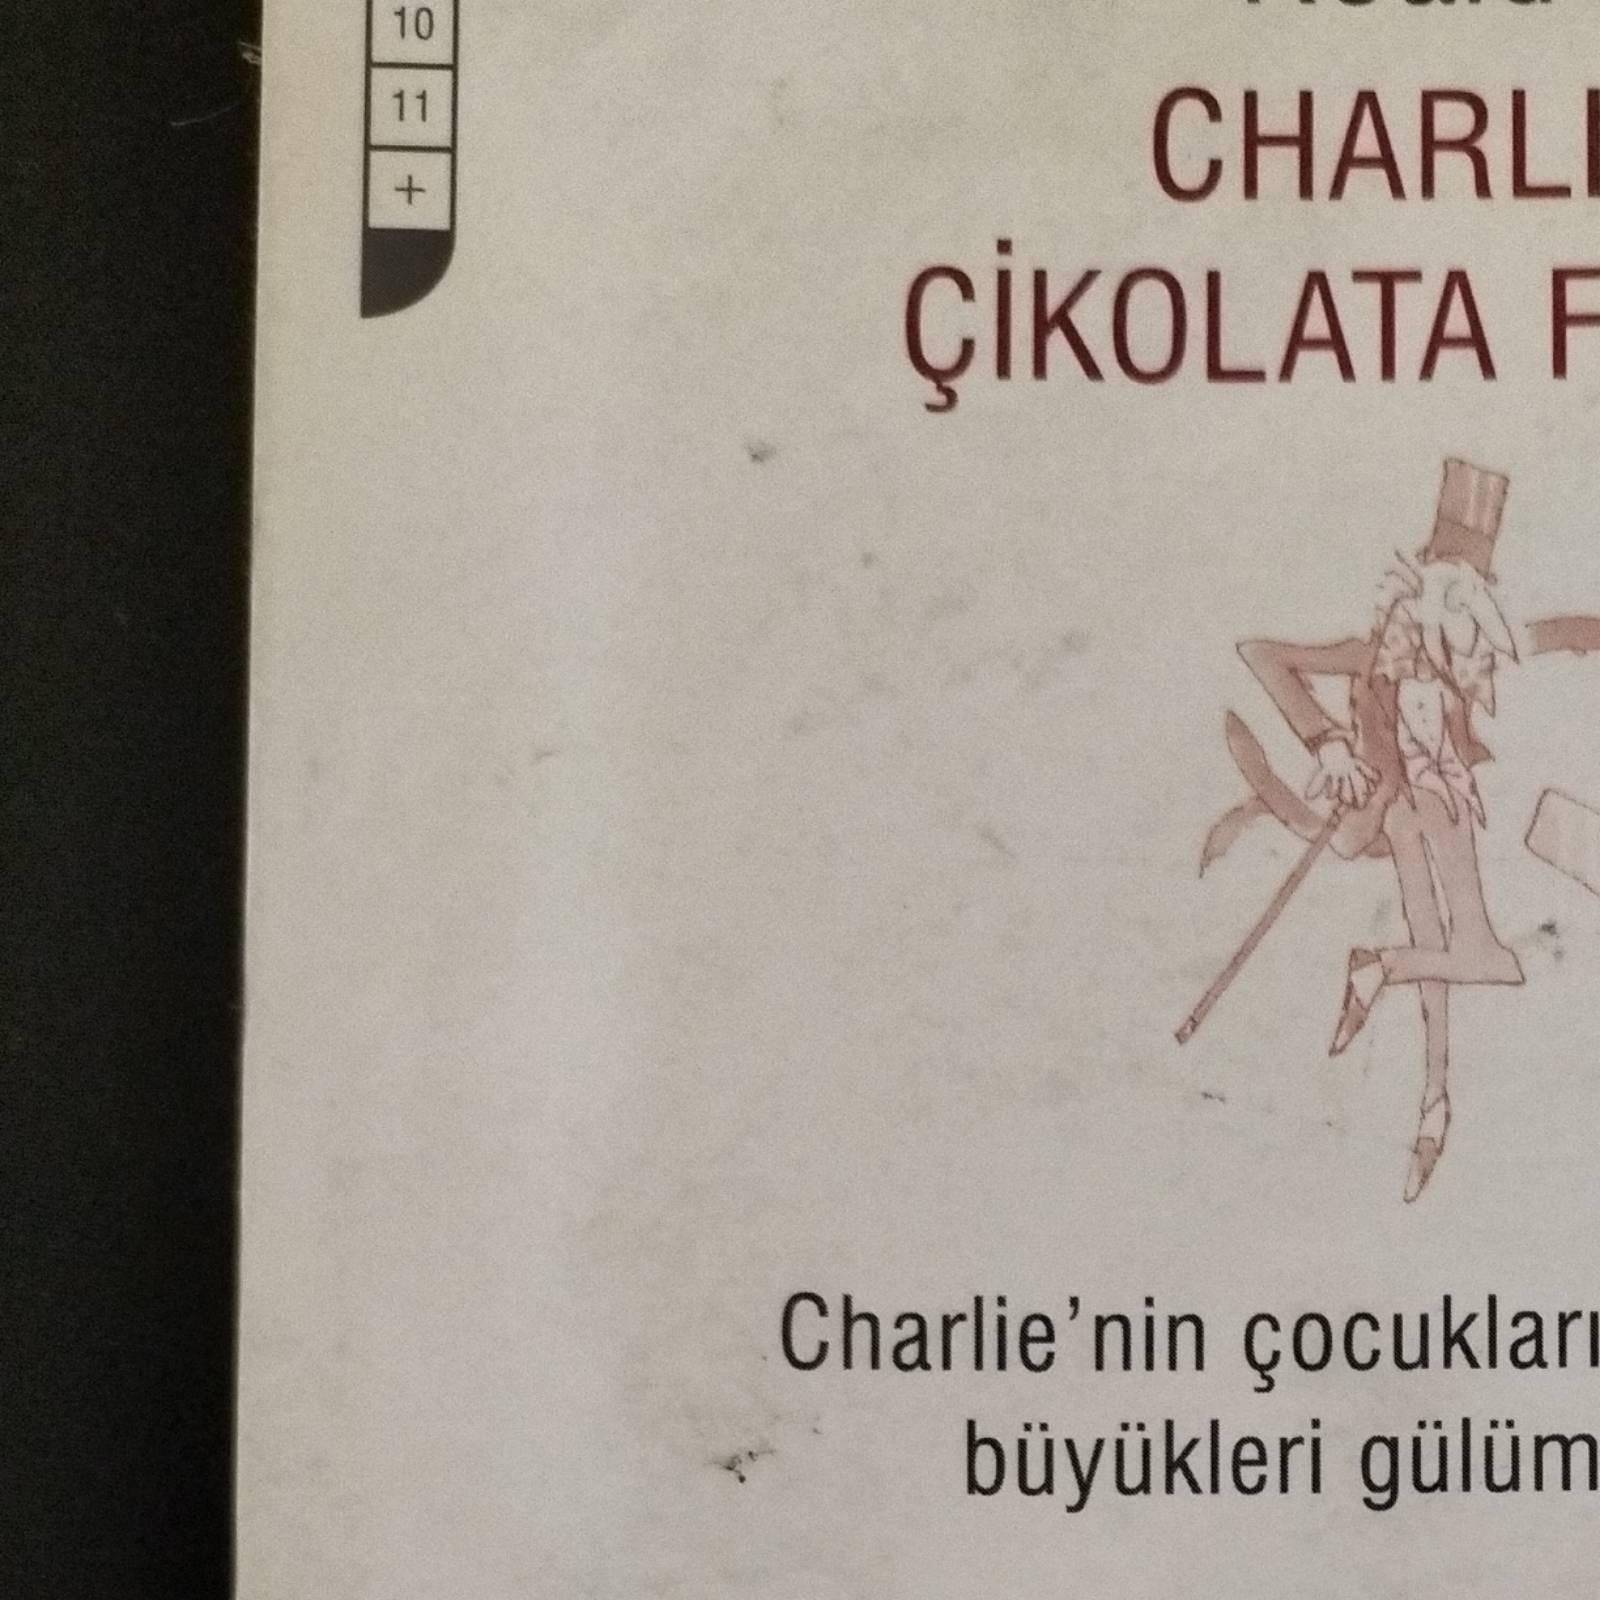 10
11
+
CHARLI
ÇİKOLATA F
Charlie’nin çocukları
büyükleri gülüm